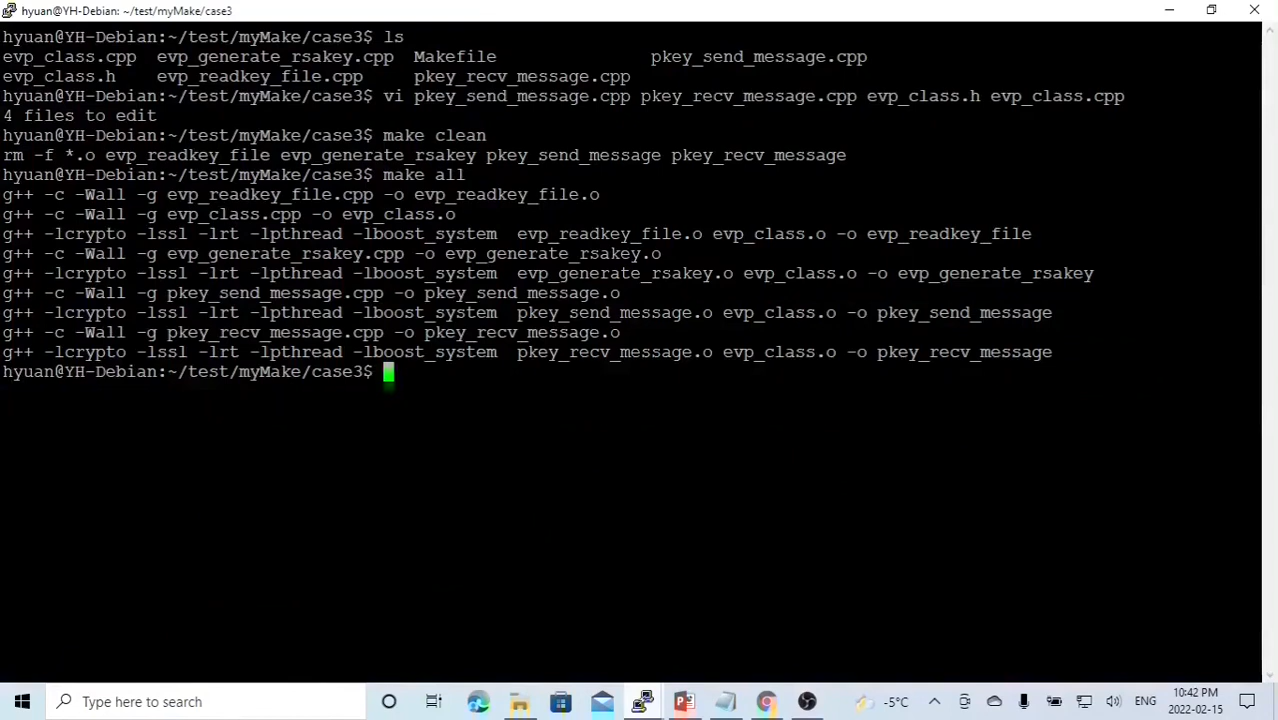 hyuan@YH-Debian: ~/test/myMake/case3
hyuan@YH-Debian:~/test/myMake/case3$ ls
evp_class.cpp  evp_generate_rsakey.cpp  Makefile               pkey_send_message.cpp
evp_class.h    evp_readkey_file.cpp     pkey_recv_message.cpp
hyuan@YH-Debian:~/test/myMake/case3$ vi pkey_send_message.cpp pkey_recv_message.cpp evp_class.h evp_class.cpp
4 files to edit
hyuan@YH-Debian:~/test/myMake/case3$ make clean
rm -f *.o evp_readkey_file evp_generate_rsakey pkey_send_message pkey_recv_message
hyuan@YH-Debian:~/test/myMake/case3$ make all
g++ -c -Wall -g evp_readkey_file.cpp -o evp_readkey_file.o
g++ -c -Wall -g evp_class.cpp -o evp_class.o
g++ -lcrypto -lssl -lrt -lpthread -lboost_system  evp_readkey_file.o evp_class.o -o evp_readkey_file
g++ -c -Wall -g evp_generate_rsakey.cpp -o evp_generate_rsakey.o
g++ -lcrypto -lssl -lrt -lpthread -lboost_system  evp_generate_rsakey.o evp_class.o -o evp_generate_rsakey
g++ -c -Wall -g pkey_send_message.cpp -o pkey_send_message.o
g++ -lcrypto -lssl -lrt -lpthread -lboost_system  pkey_send_message.o evp_class.o -o pkey_send_message
g++ -c -Wall -g pkey_recv_message.cpp -o pkey_recv_message.o
g++ -lcrypto -lssl -lrt -lpthread -lboost_system  pkey_recv_message.o evp_class.o -o pkey_recv_message
hyuan@YH-Debian:~/test/myMake/case3$
Type here to search
-5°C
ENG
10:42 PM
2022-02-15